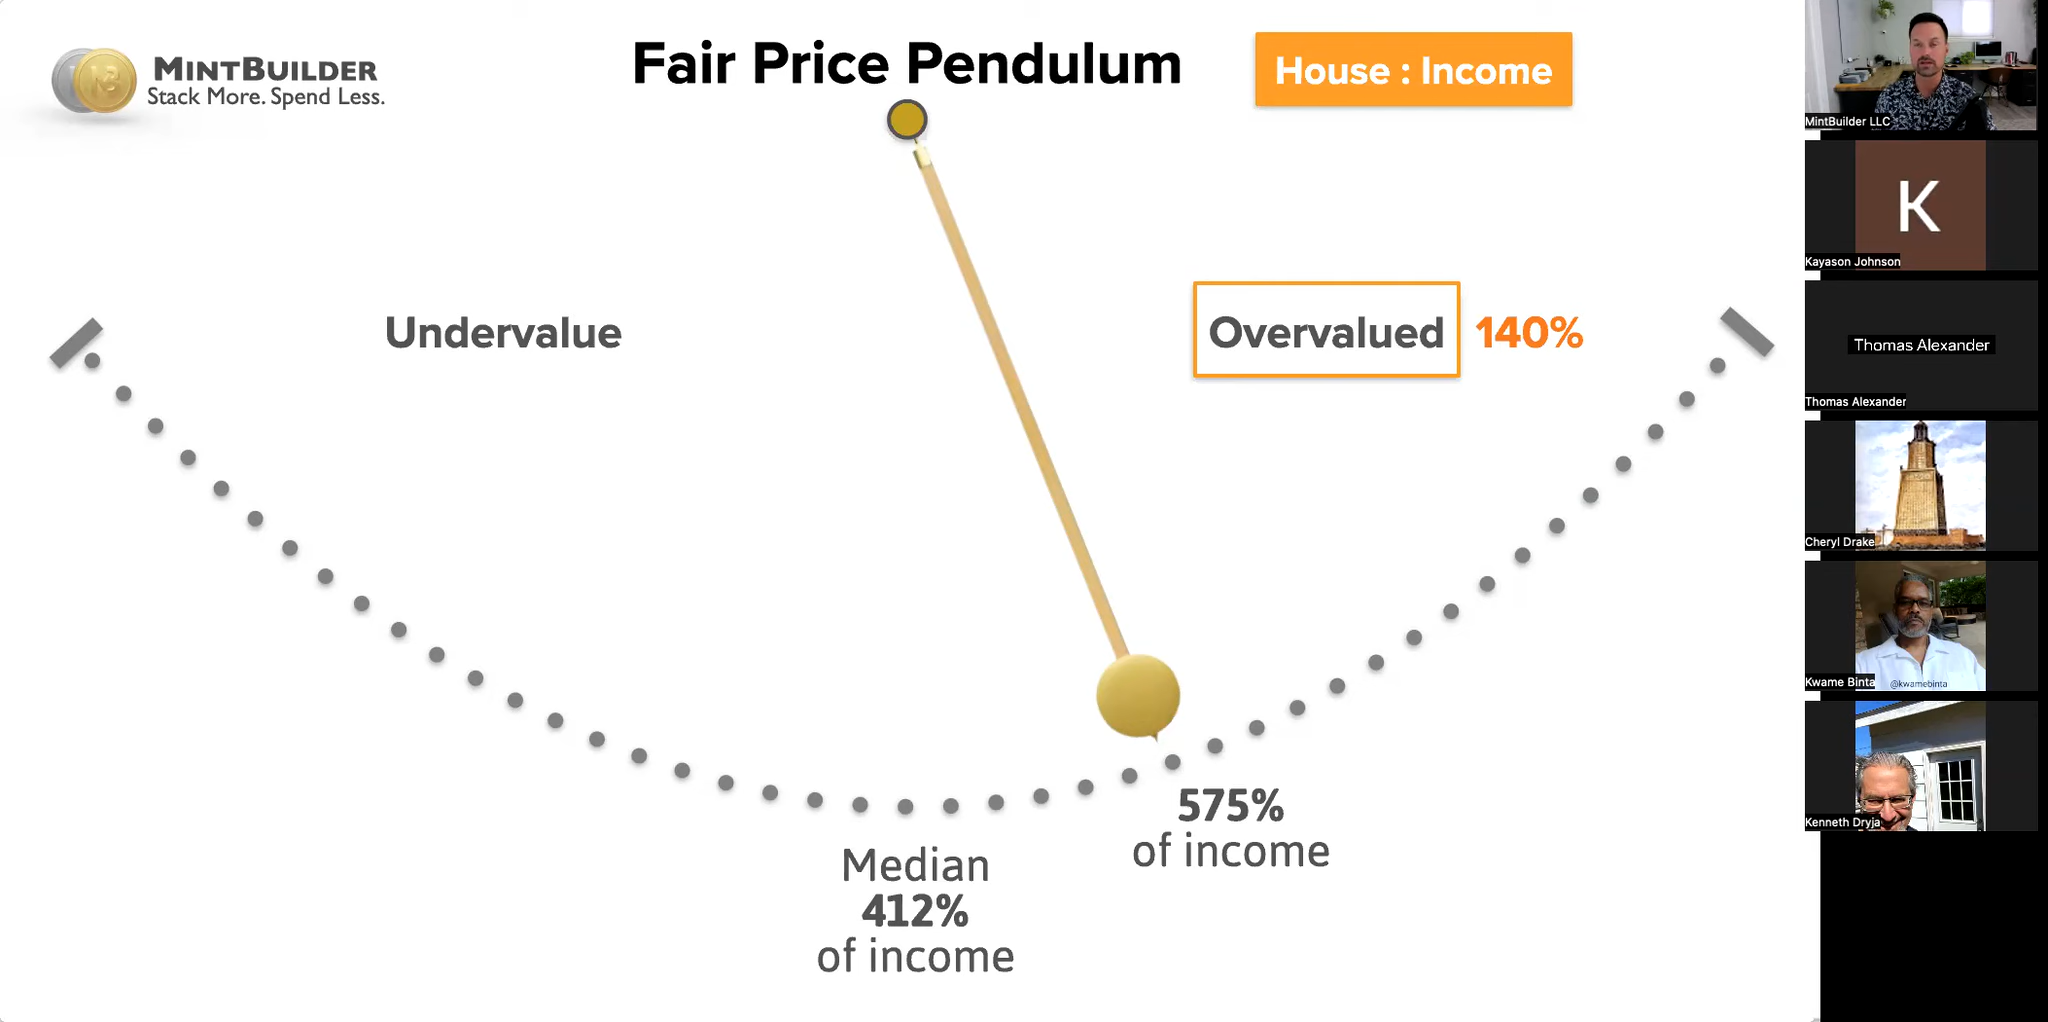 MINTBUILDER
Stack More. Spend Less.
Fair Price Pendulum
House : Income
Undervalue
Overvalued
140%
575%
of income
Median
412%
of income
MintBuilder LLC
K
Kayason Johnson
Thomas Alexander
Thomas Alexander
Cheryl Drake
@kwamebinta
Kwame Binta
Kenneth Dryja